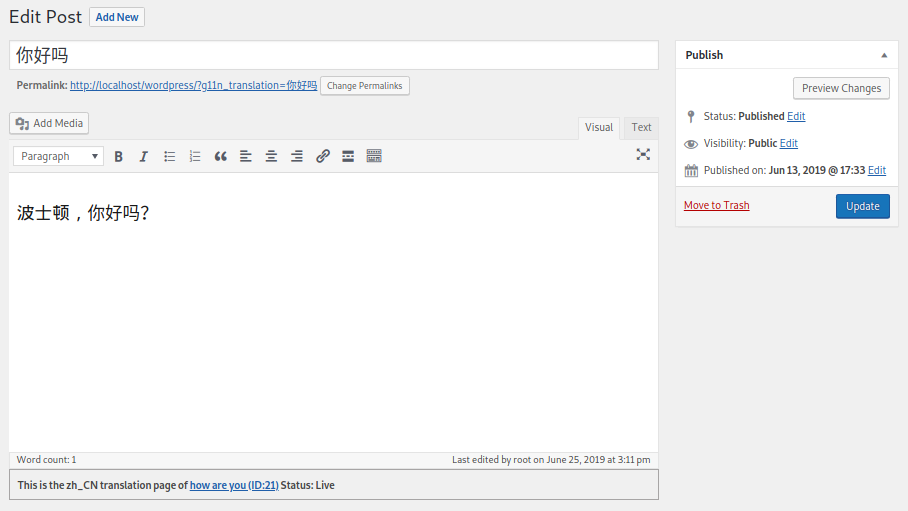 Edit Post Add New
你好吗
Permalink: http://localhost/wordpress/?g11n_translation=你好吗 Change Permalinks
Add Media
Visual Text
Paragraph
波士顿，你好吗？
Word count: 1 Last edited by root on June 25, 2019 at 3:11 pm
This is the zh_CN translation page of how are you (ID:21) Status: Live
Publish
Preview Changes
Status: Published Edit
Visibility: Public Edit
Published on: Jun 13, 2019 @ 17:33 Edit
Move to Trash Update